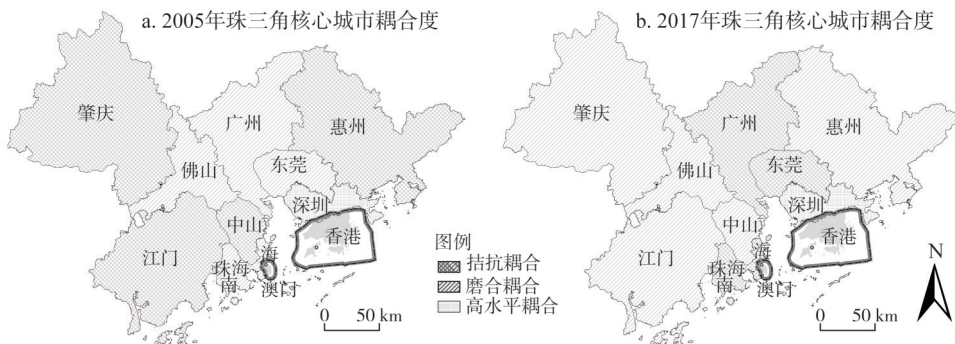 a. 2005年珠三角核心城市耦合度
肇庆
广州
惠州
佛山
东莞
深圳
中山
香港
江门
海
珠海
南
澳门
图例
拮抗耦合
磨合耦合
高水平耦合
0 50 km
b. 2017年珠三角核心城市耦合度
肇庆
广州
惠州
佛山
东莞
深圳
中山
香港
江门
海
珠海
南
澳门
0 50 km
N